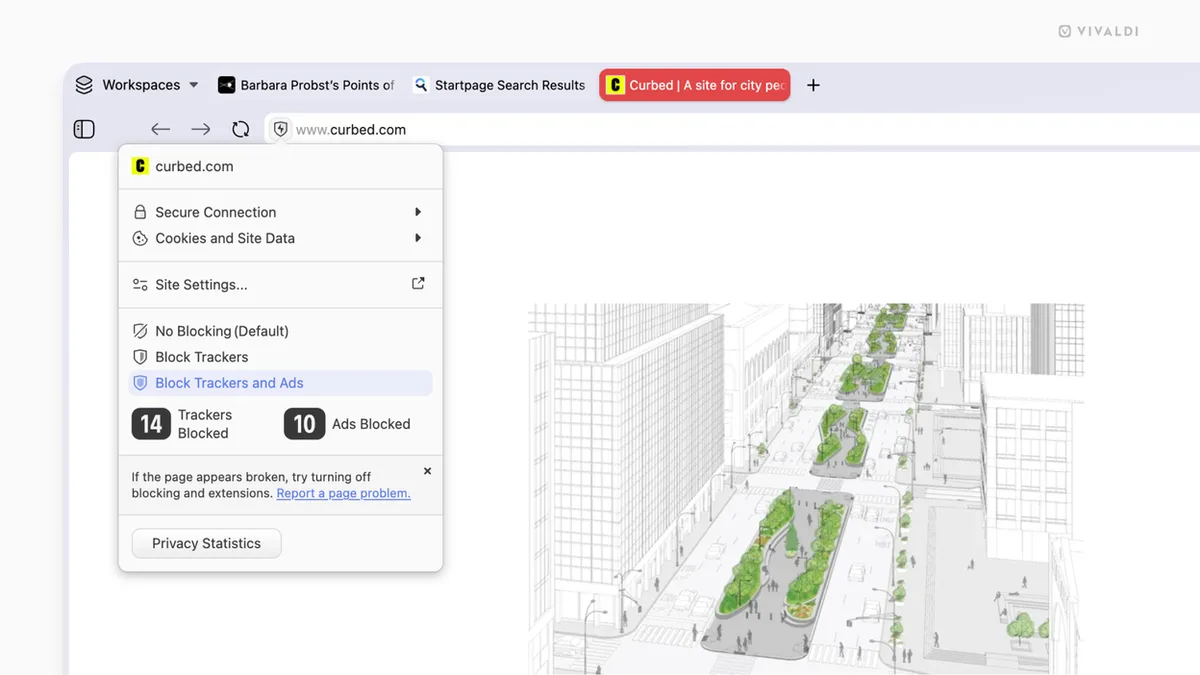 VIVALDI
Workspaces
Barbara Probst's Points of
Startpage Search Results
C
Curbed | A site for city pe
www.curbed.com
C
curbed.com
Secure Connection
Cookies and Site Data
Site Settings...
No Blocking (Default)
Block Trackers
Block Trackers and Ads
14
Trackers
Blocked
10
Ads Blocked
If the page appears broken, try turning off
blocking and extensions. Report a page problem.
Privacy Statistics